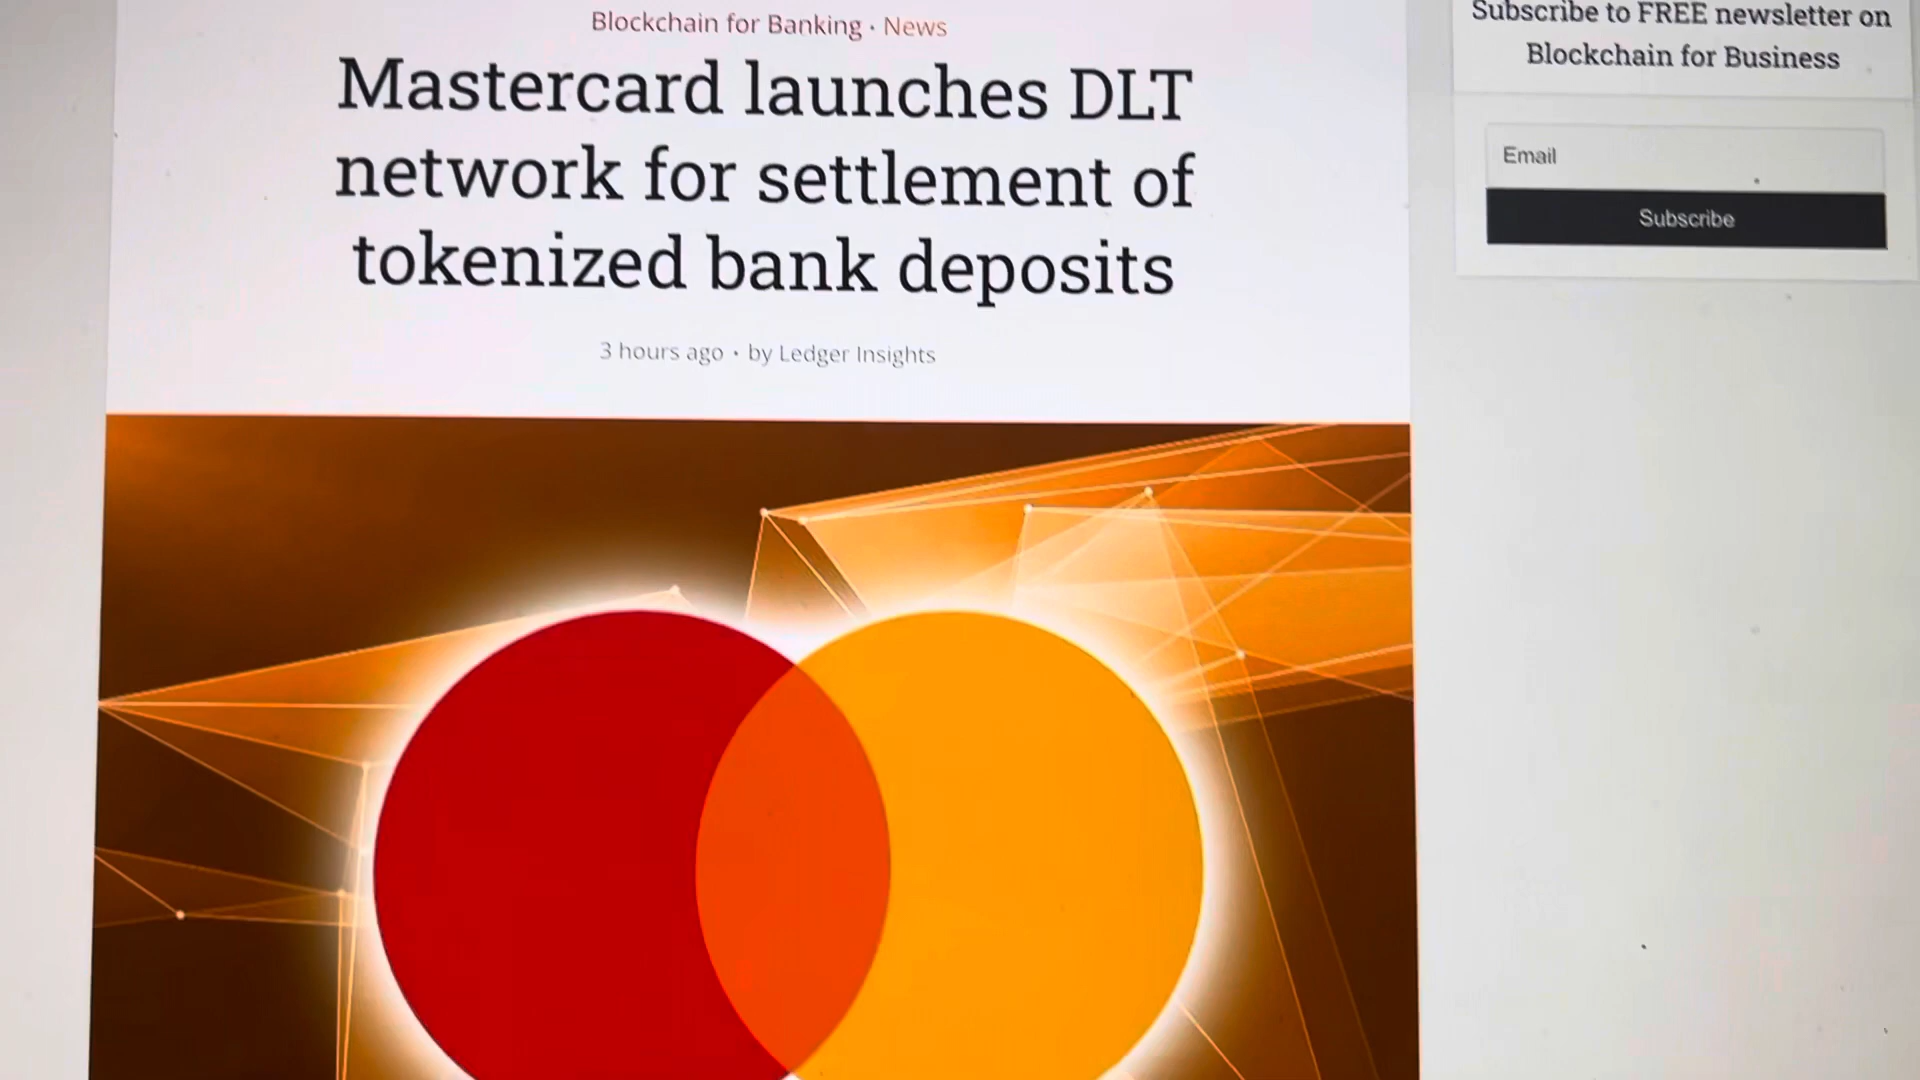 Blockchain for Banking · News
Mastercard launches DLT
network for settlement of
tokenized bank deposits
3 hours ago · by Ledger Insights
Subscribe to FREE newsletter on
Blockchain for Business
Email
Subscribe